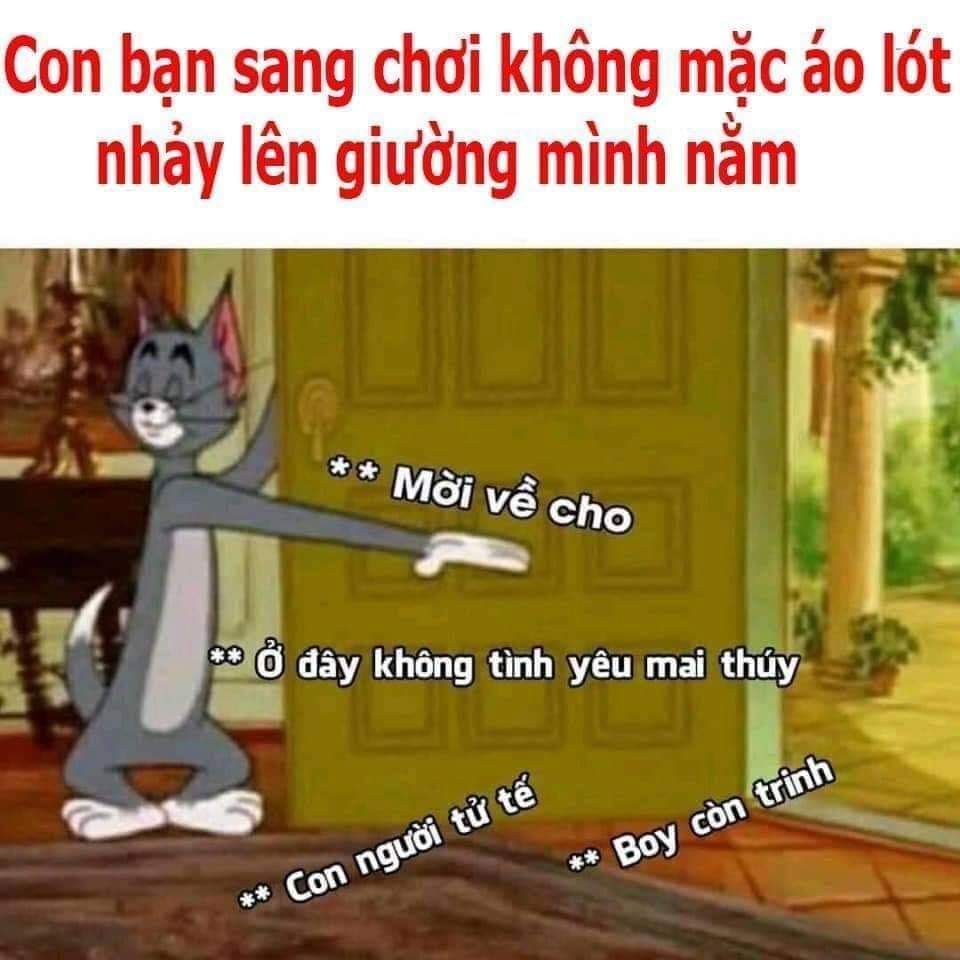 Con bạn sang chơi không mặc áo lót
nhảy lên giường mình nằm
** Mời về cho
** Ở đây không tình yêu mai thúy
** Con người tử tế
** Boy còn trinh